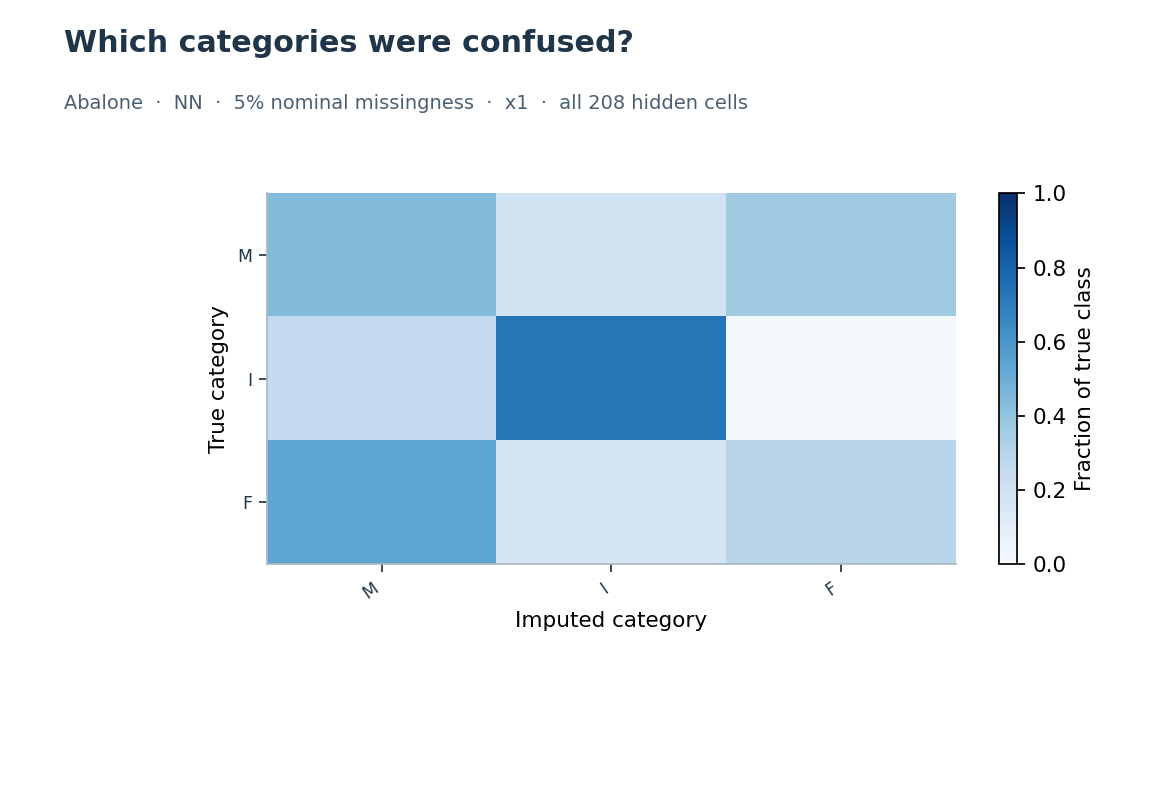 Which categories were confused?
Abalone · NN · 5% nominal missingness · x1 · all 208 hidden cells
True category
M
I
F
M
I
F
Imputed category
1.0
0.8
0.6
0.4
0.2
0.0
Fraction of true class